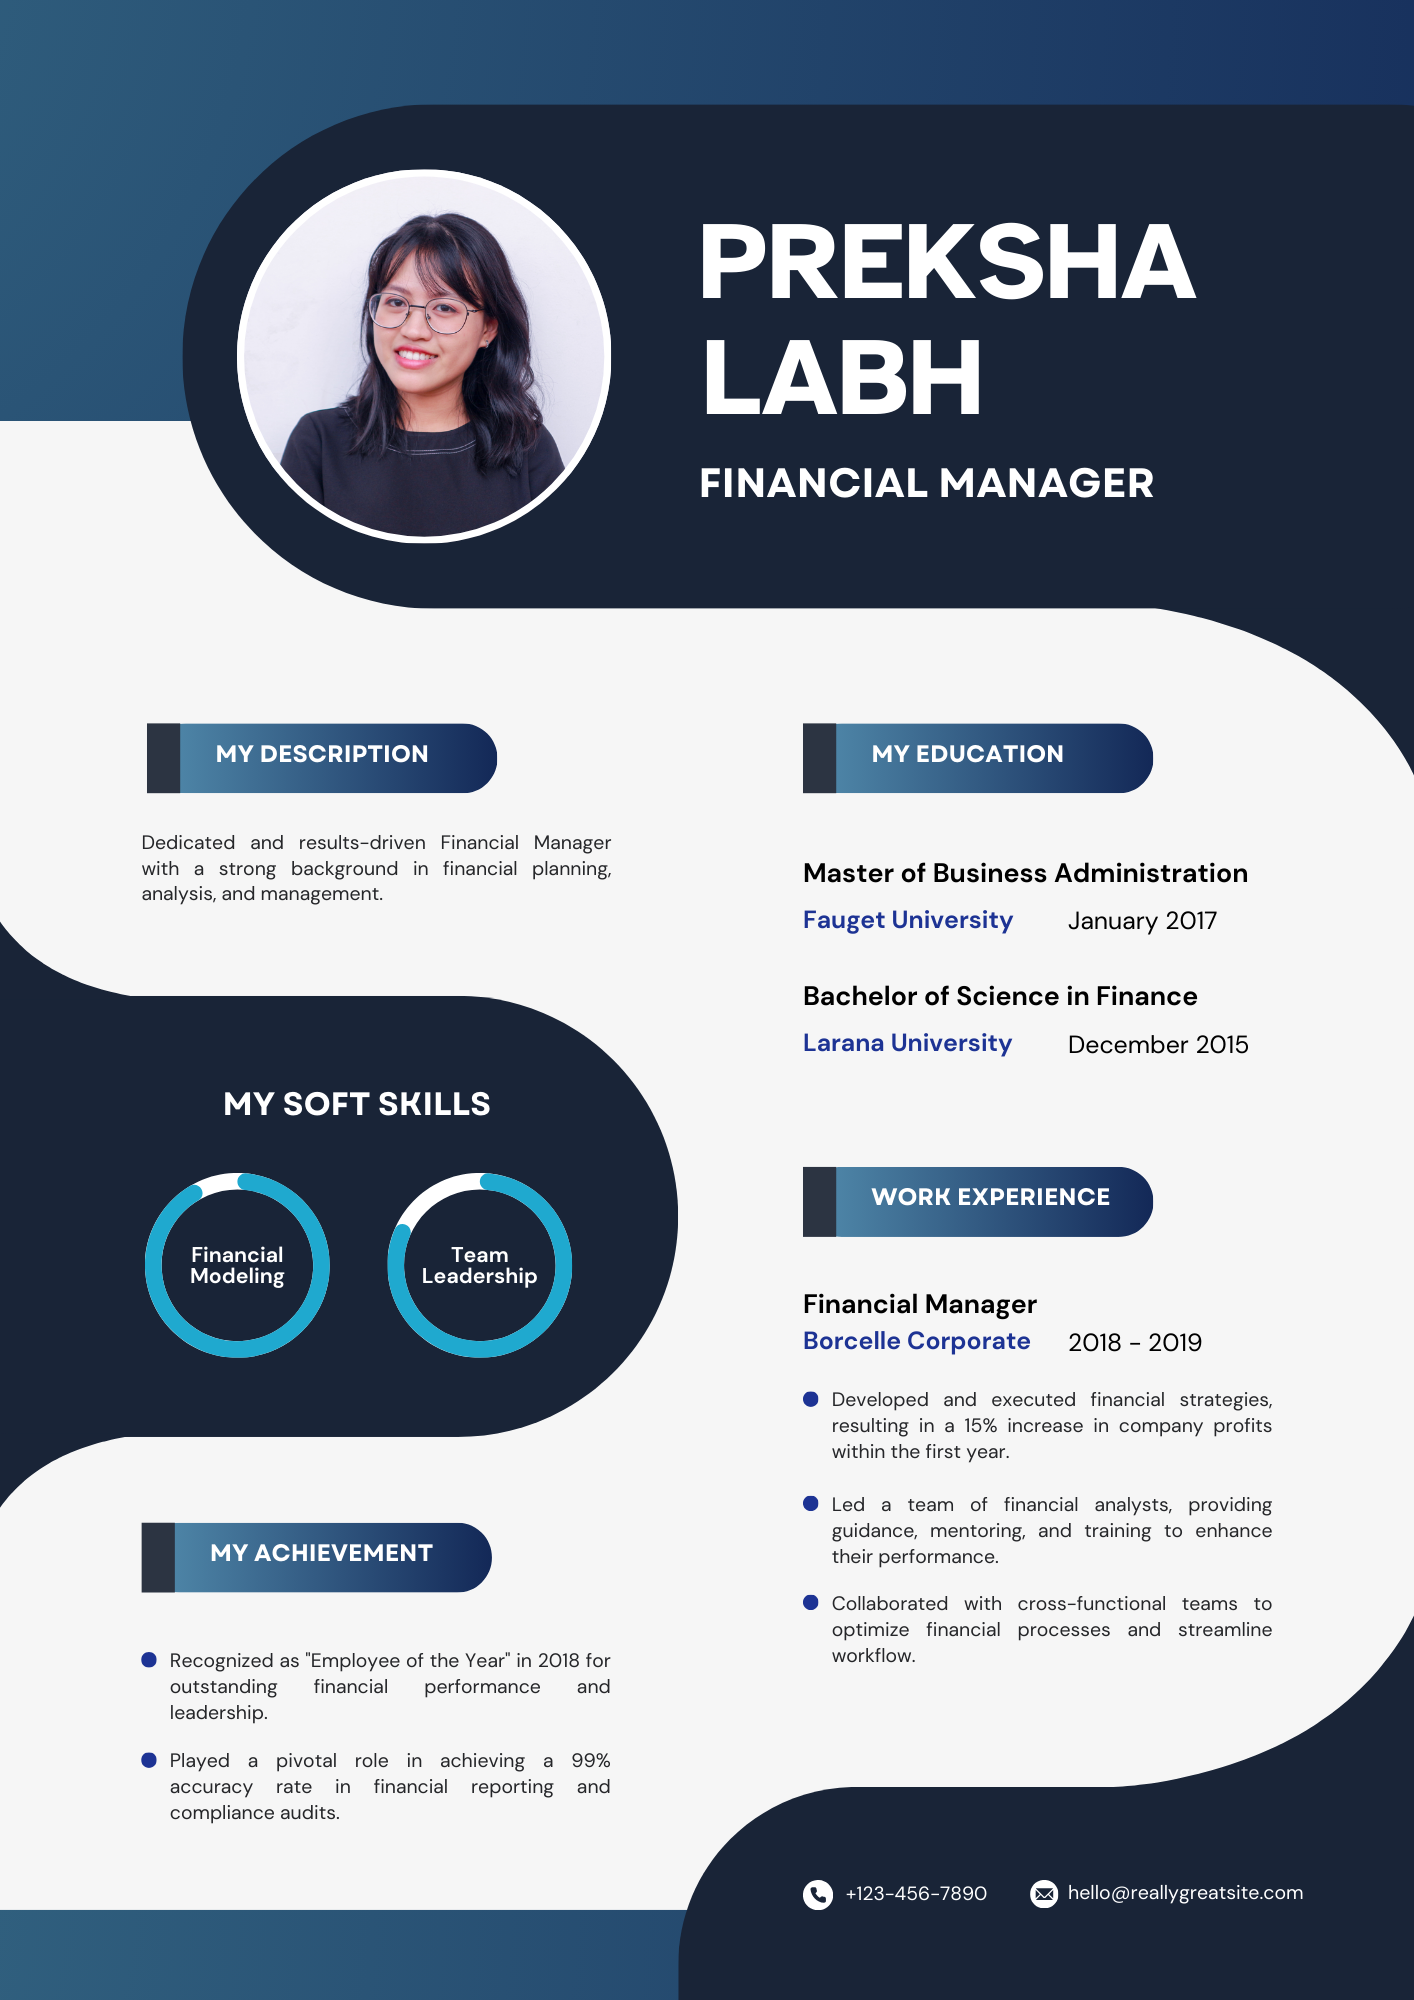 PREKSHA
LABH
FINANCIAL MANAGER
MY DESCRIPTION
Dedicated and results-driven Financial Manager
with a strong background in financial planning,
analysis, and management.
MY SOFT SKILLS
Financial
Modeling
Team
Leadership
MY ACHIEVEMENT
Recognized as "Employee of the Year" in 2018 for
outstanding financial performance and
leadership.
Played a pivotal role in achieving a 99%
accuracy rate in financial reporting and
compliance audits.
MY EDUCATION
Master of Business Administration
Fauget University January 2017
Bachelor of Science in Finance
Larana University December 2015
WORK EXPERIENCE
Financial Manager
Borcelle Corporate 2018 - 2019
Developed and executed financial strategies,
resulting in a 15% increase in company profits
within the first year.
Led a team of financial analysts, providing
guidance, mentoring, and training to enhance
their performance.
Collaborated with cross-functional teams to
optimize financial processes and streamline
workflow.
+123-456-7890 hello@reallygreatsite.com